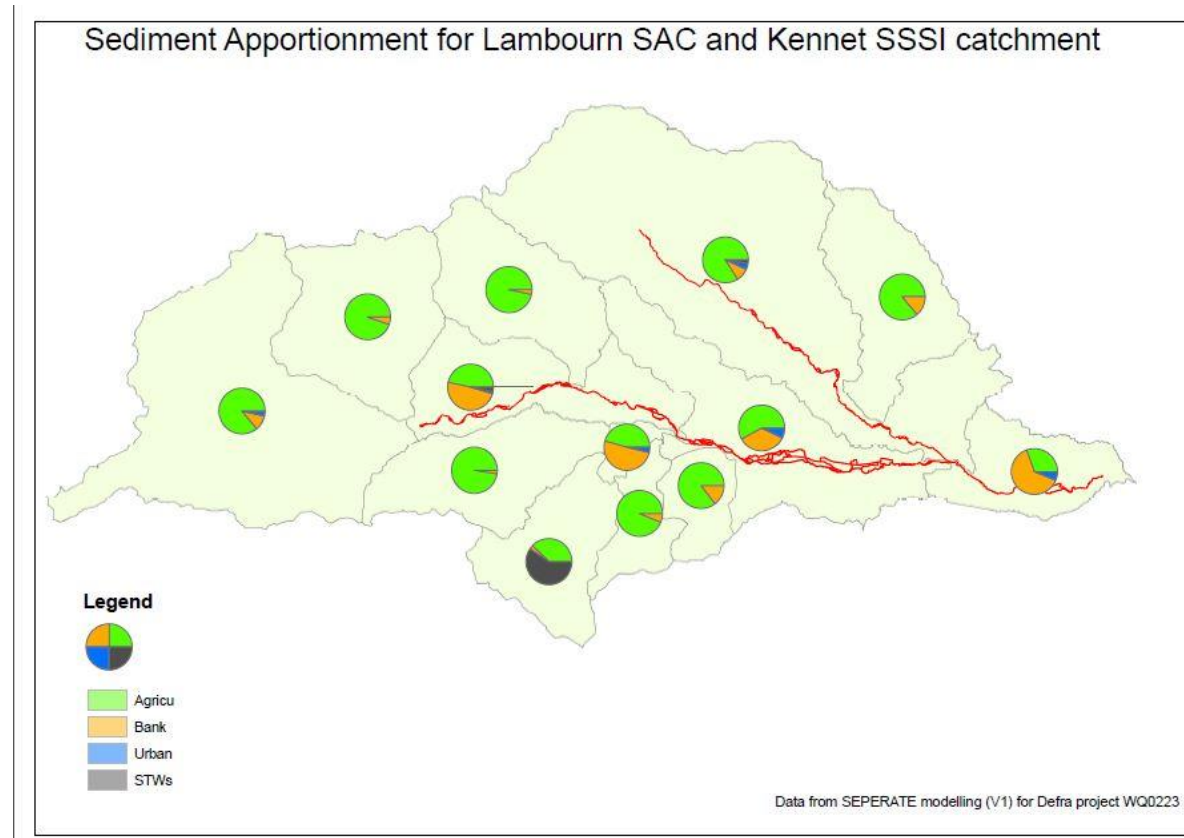 Sediment Apportionment for Lambourn SAC and Kennet SSSI catchment
Legend
Agricu
Bank
Urban
STWs
Data from SEPERATE modelling (V1) for Defra project WQ0223